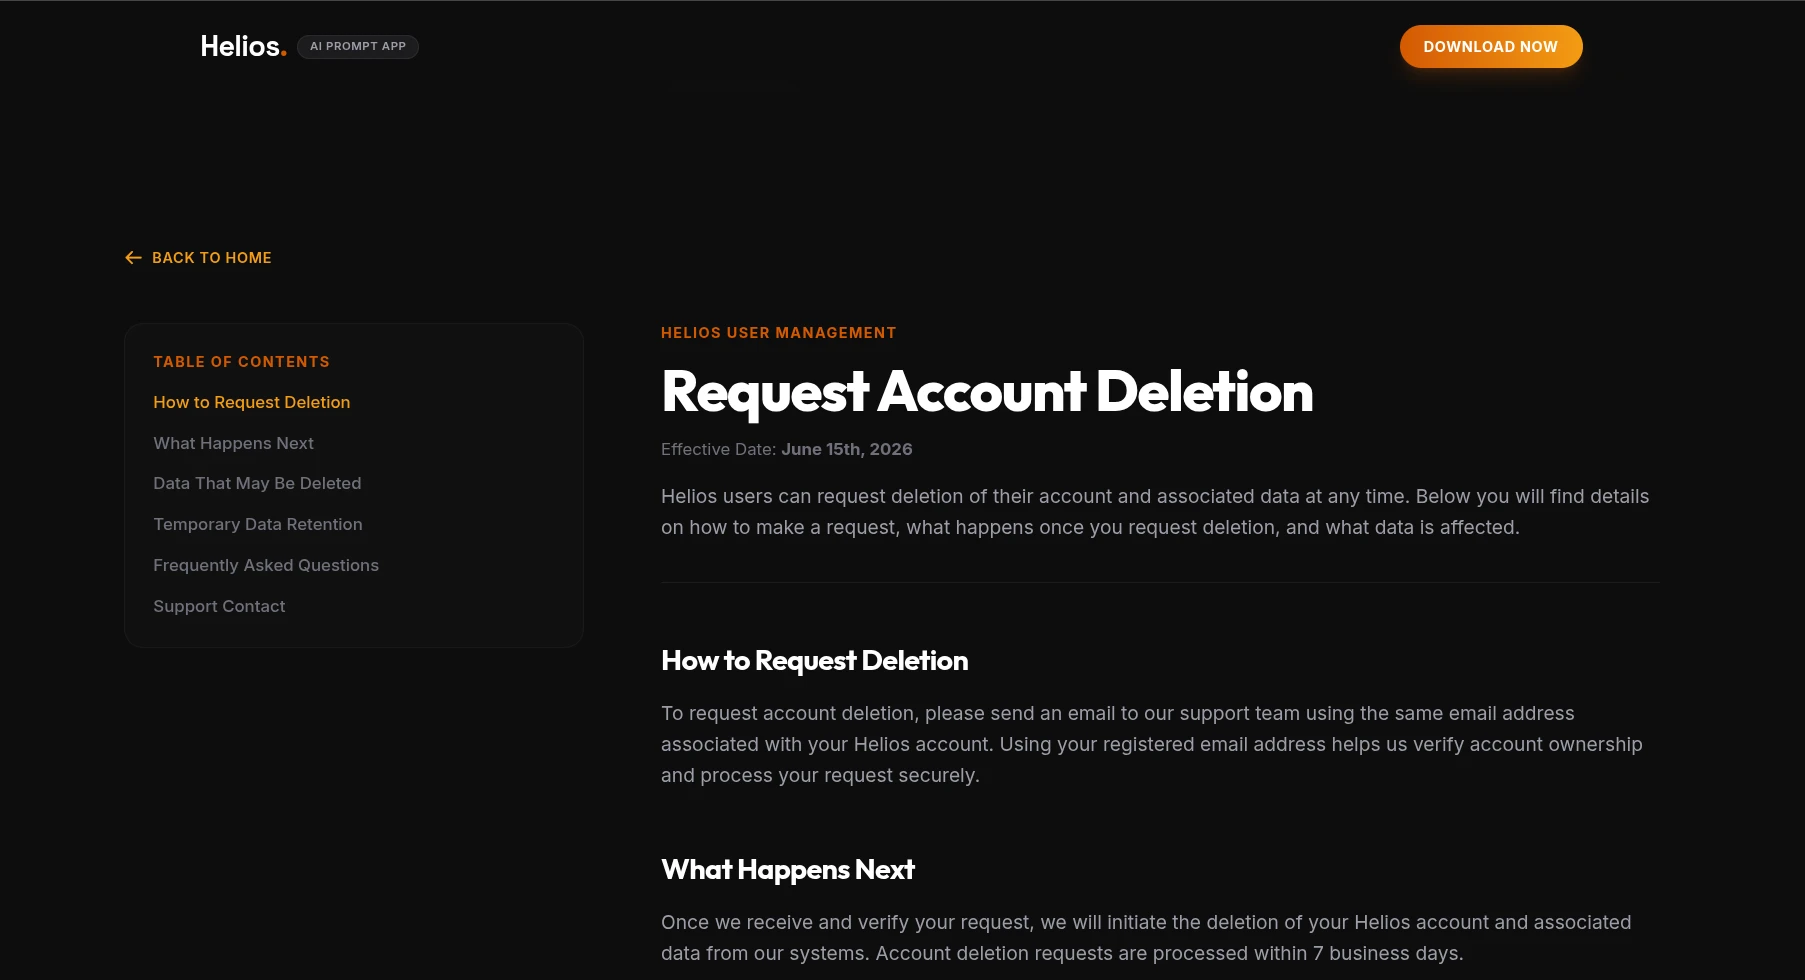 Helios.
AI PROMPT APP
DOWNLOAD NOW
BACK TO HOME
TABLE OF CONTENTS
How to Request Deletion
What Happens Next
Data That May Be Deleted
Temporary Data Retention
Frequently Asked Questions
Support Contact
HELIOS USER MANAGEMENT
Request Account Deletion
Effective Date: June 15th, 2026
Helios users can request deletion of their account and associated data at any time. Below you will find details
on how to make a request, what happens once you request deletion, and what data is affected.
How to Request Deletion
To request account deletion, please send an email to our support team using the same email address
associated with your Helios account. Using your registered email address helps us verify account ownership
and process your request securely.
What Happens Next
Once we receive and verify your request, we will initiate the deletion of your Helios account and associated
data from our systems. Account deletion requests are processed within 7 business days.